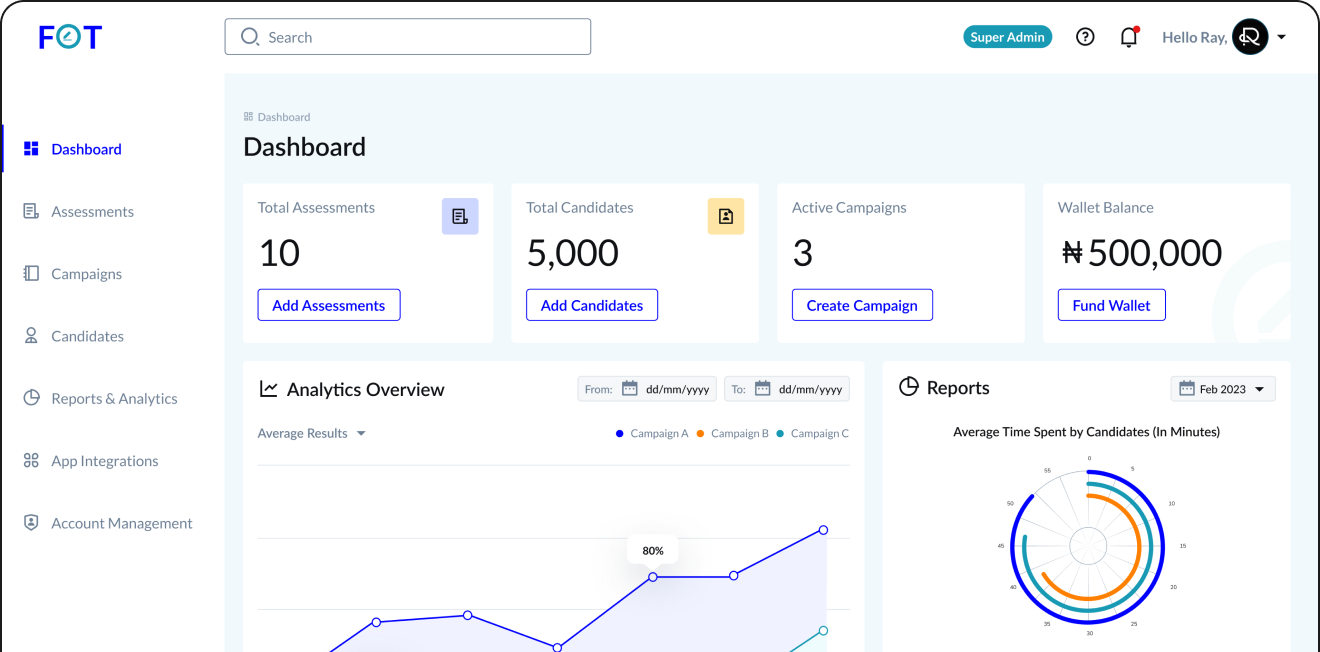 FOT
Search
Super Admin
Hello Ray,
Dashboard
Assessments
Campaigns
Candidates
Reports & Analytics
App Integrations
Account Management
Dashboard
Dashboard
Total Assessments
10
Add Assessments
Total Candidates
5,000
Add Candidates
Active Campaigns
3
Create Campaign
Wallet Balance
₦500,000
Fund Wallet
Analytics Overview
From: dd/mm/yyyy
To: dd/mm/yyyy
Average Results
Campaign A Campaign B Campaign C
80%
Reports
Feb 2023
Average Time Spent by Candidates (In Minutes)
0
5
10
15
20
25
30
35
40
45
50
55